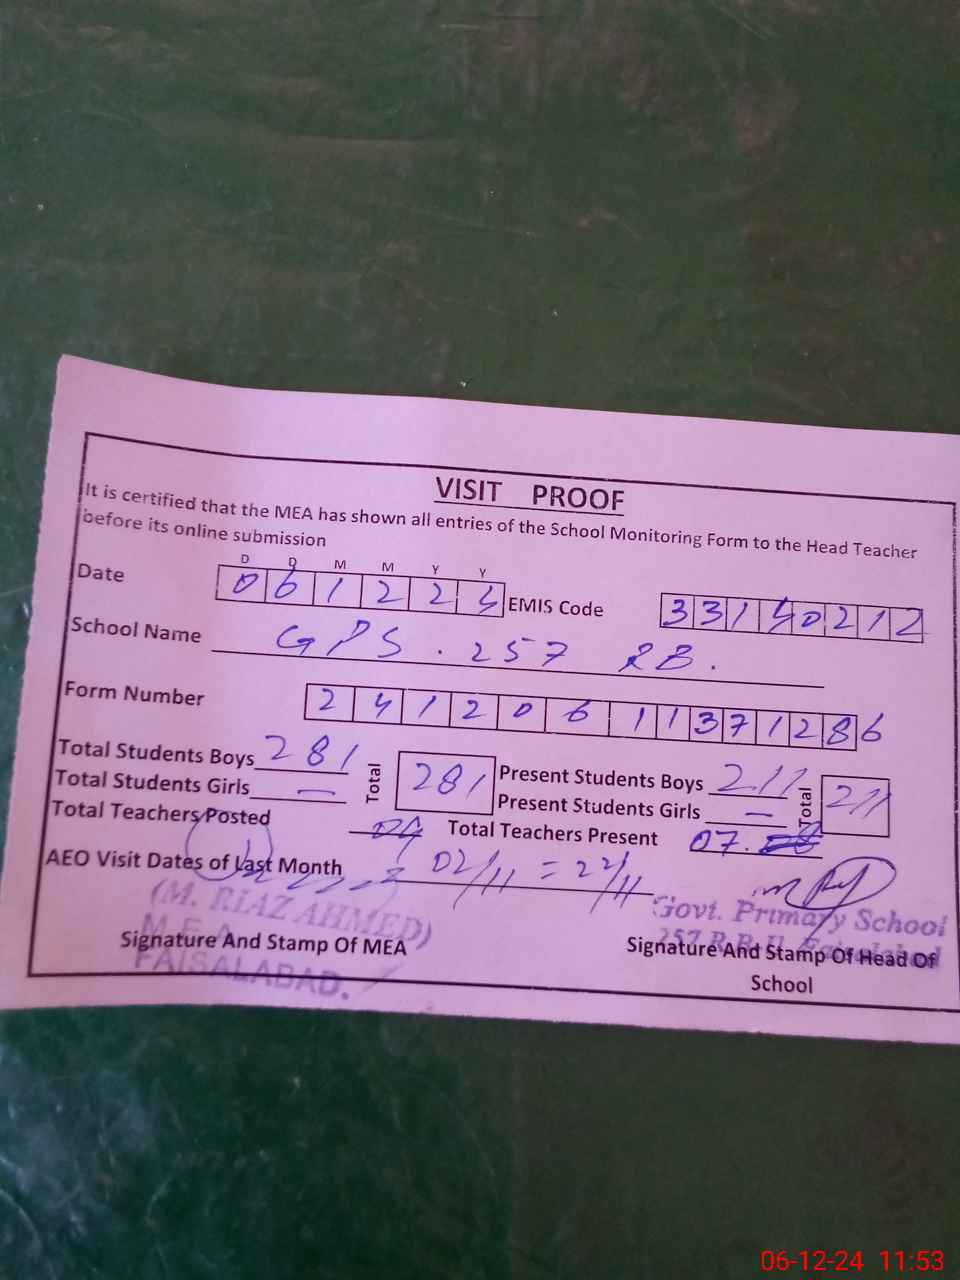 VISIT PROOF
It is certified that the MEA has shown all entries of the School Monitoring Form to the Head Teacher
before its online submission
D D M M Y Y
Date 0 6 1 2 2 4 EMIS Code 3 3 1 4 0 2 1 2
School Name GPS . 257 RB .
Form Number 2 4 1 2 0 6 1 1 3 7 1 2 8 6
Total Students Boys 281 Total 281 Present Students Boys 211 Total 211
Total Students Girls — Present Students Girls —
Total Teachers Posted 09 Total Teachers Present 07.
AEO Visit Dates of Last Month 02/11 = 22/11
(M. RIAZ AHMED)
M.E.A
FAISALABAD.
Signature And Stamp Of MEA
Govt. Primary School
257 R.B. II, Faisalabad
Signature And Stamp Of Head Of
School
06-12-24 11:53